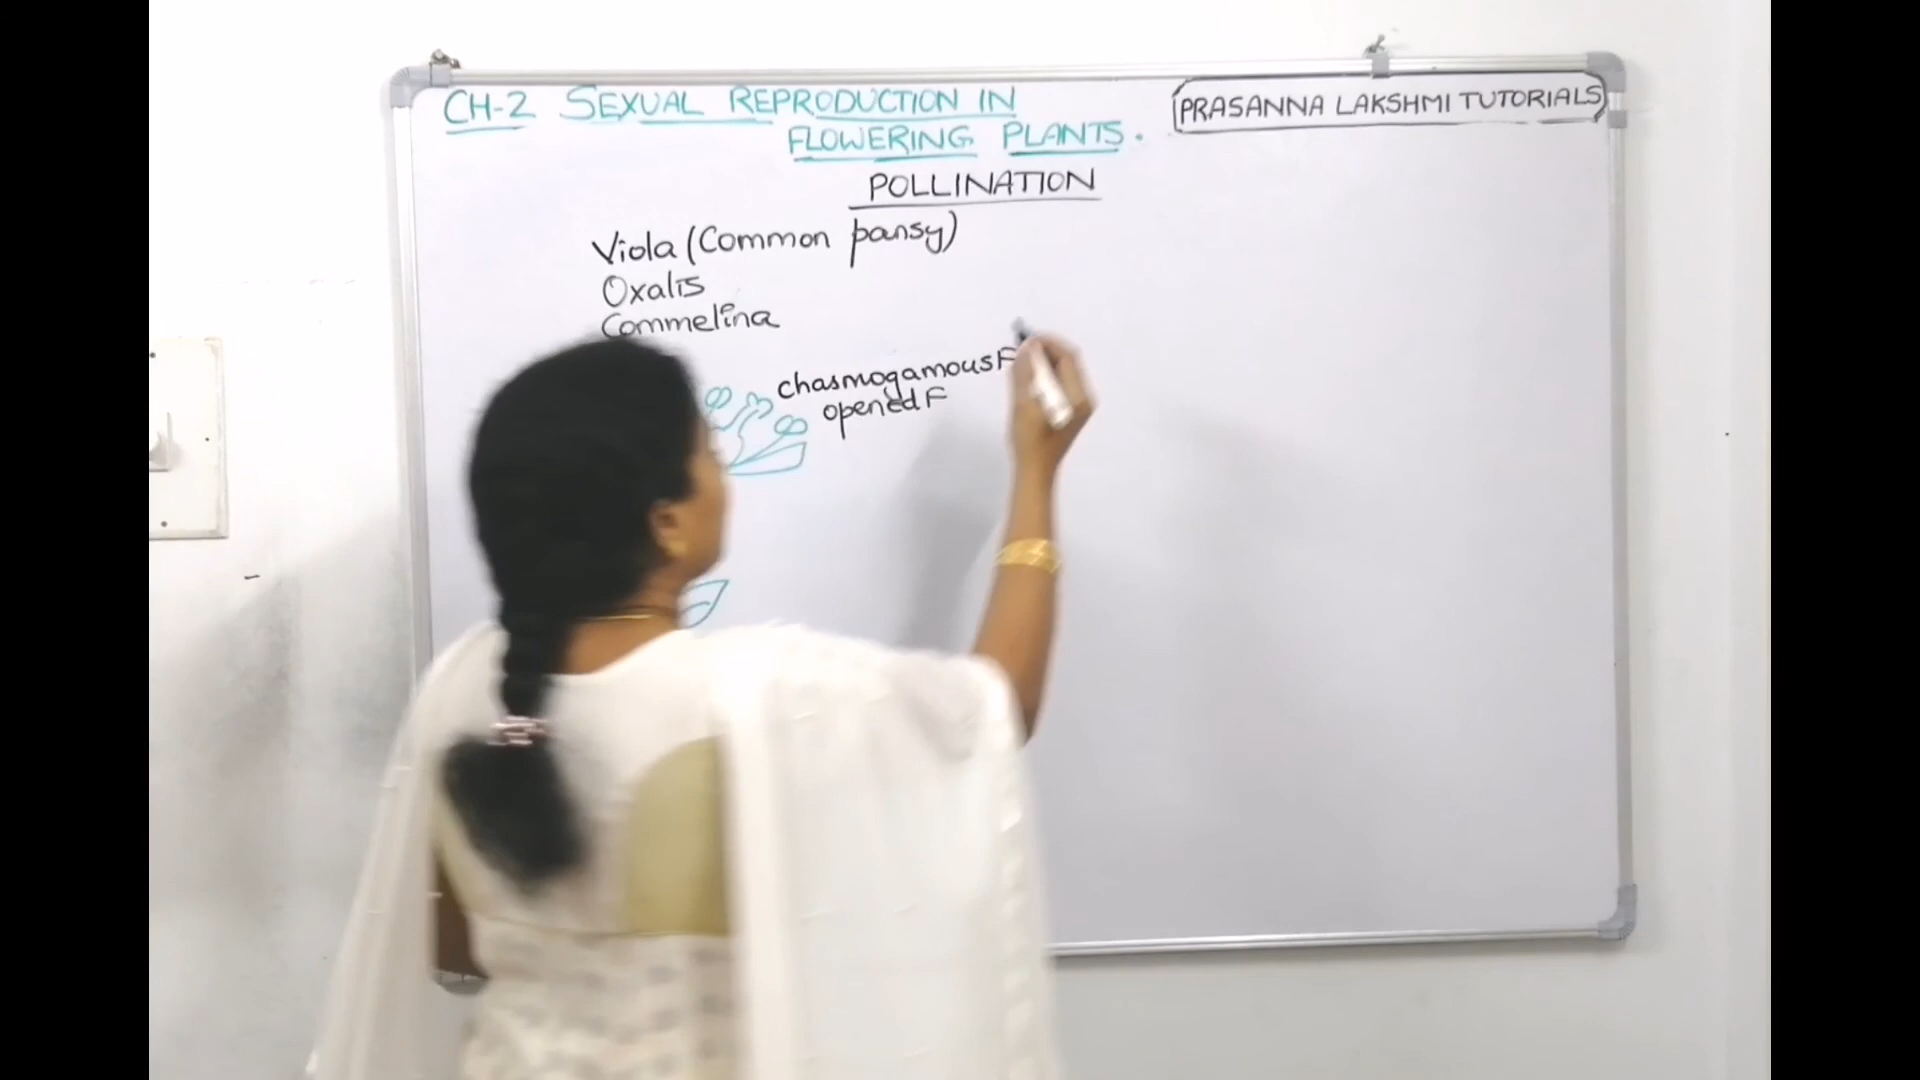 CH-2 SEXUAL REPRODUCTION IN
FLOWERING PLANTS.
PRASANNA LAKSHMI TUTORIALS
POLLINATION
Viola (Common pansy)
Oxalis
Commelina
chasmogamous F
opened F